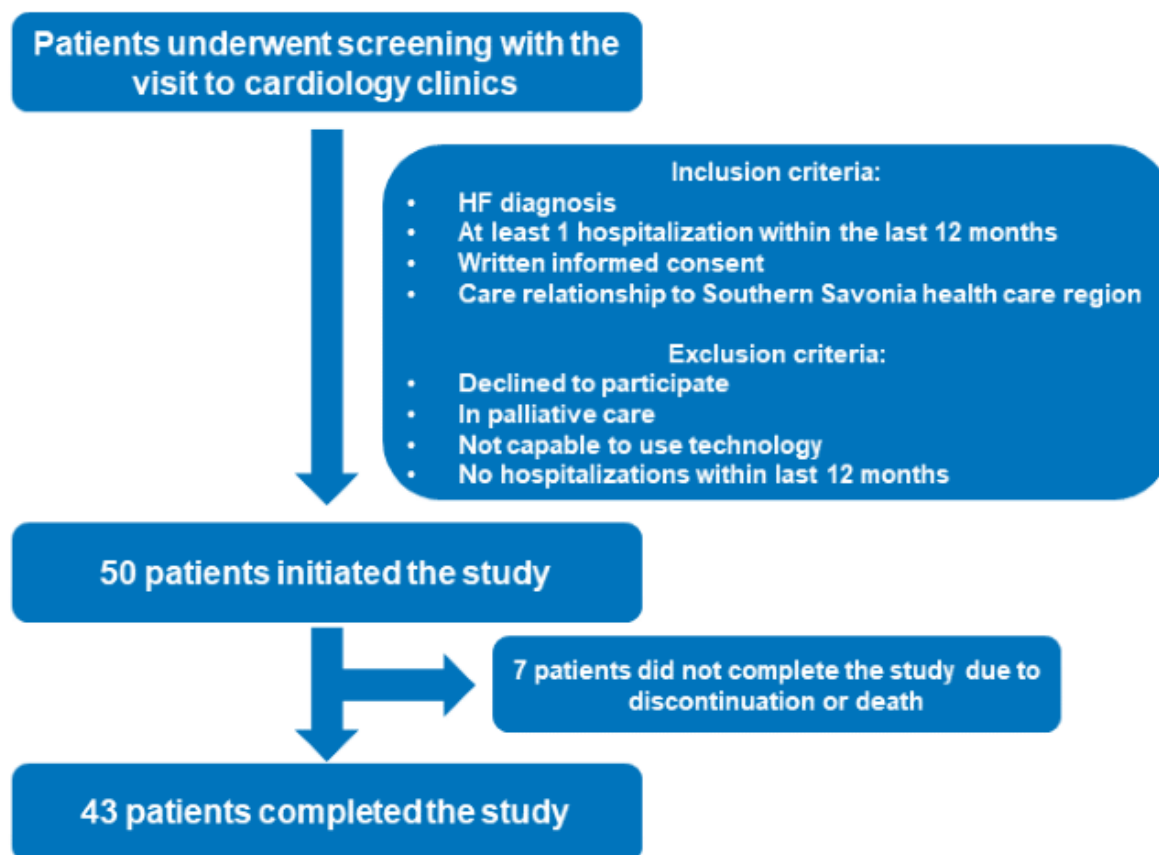 Patients underwent screening with the
visit to cardiology clinics
Inclusion criteria:
• HF diagnosis
• At least 1 hospitalization within the last 12 months
• Written informed consent
• Care relationship to Southern Savonia health care region
Exclusion criteria:
• Declined to participate
• In palliative care
• Not capable to use technology
• No hospitalizations within last 12 months
50 patients initiated the study
7 patients did not complete the study due to
discontinuation or death
43 patients completed the study